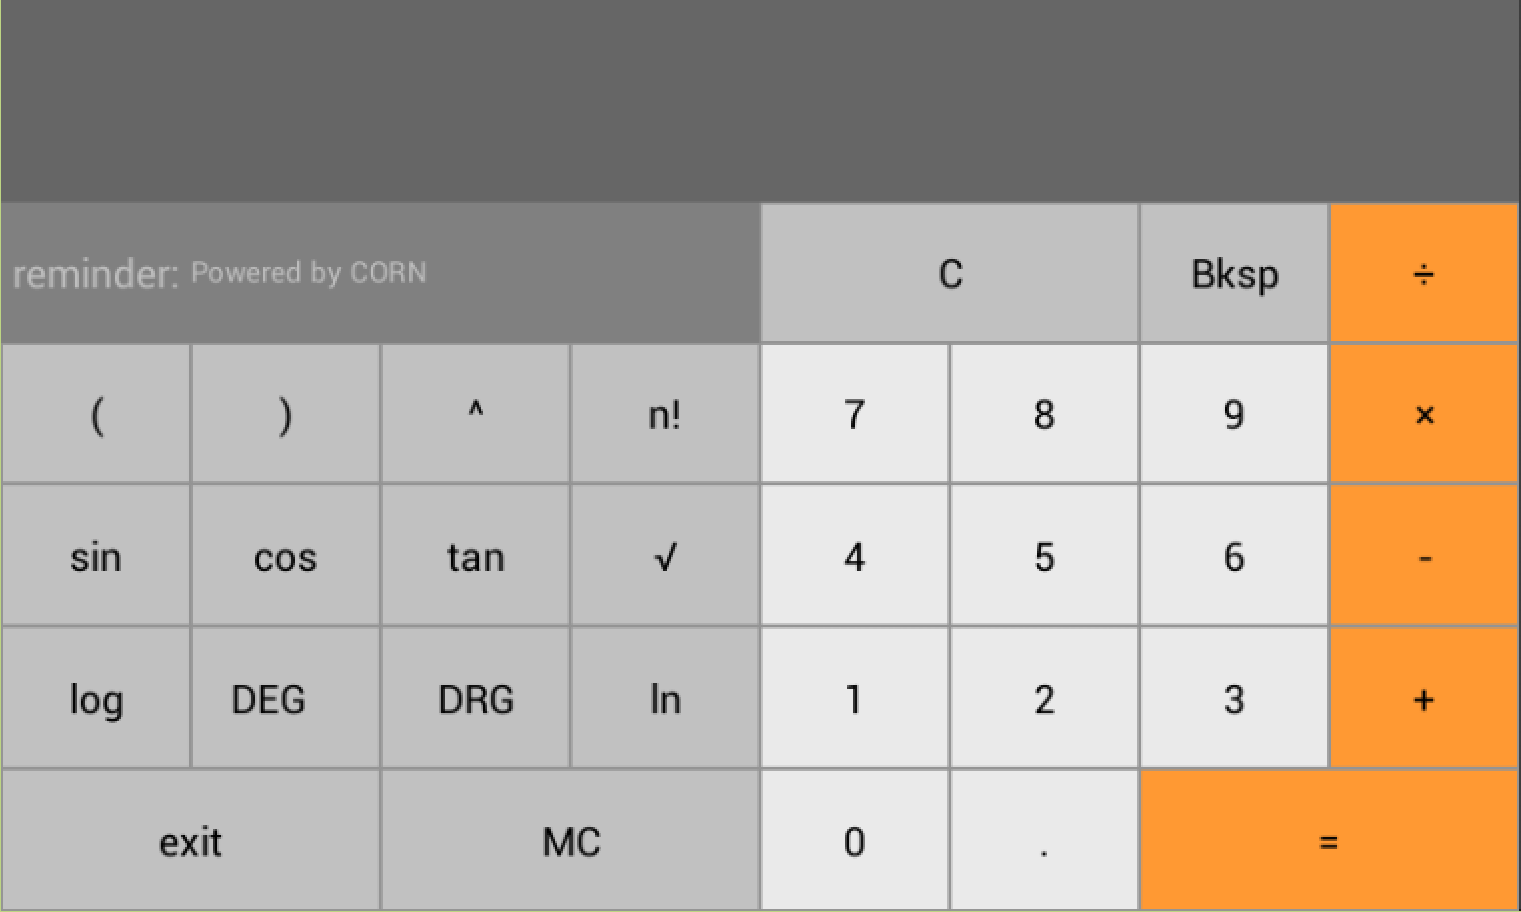 reminder: Powered by CORN C Bksp ÷
( ) ^ n! 7 8 9 ×
sin cos tan √ 4 5 6 -
log DEG DRG ln 1 2 3 +
exit MC 0 . =